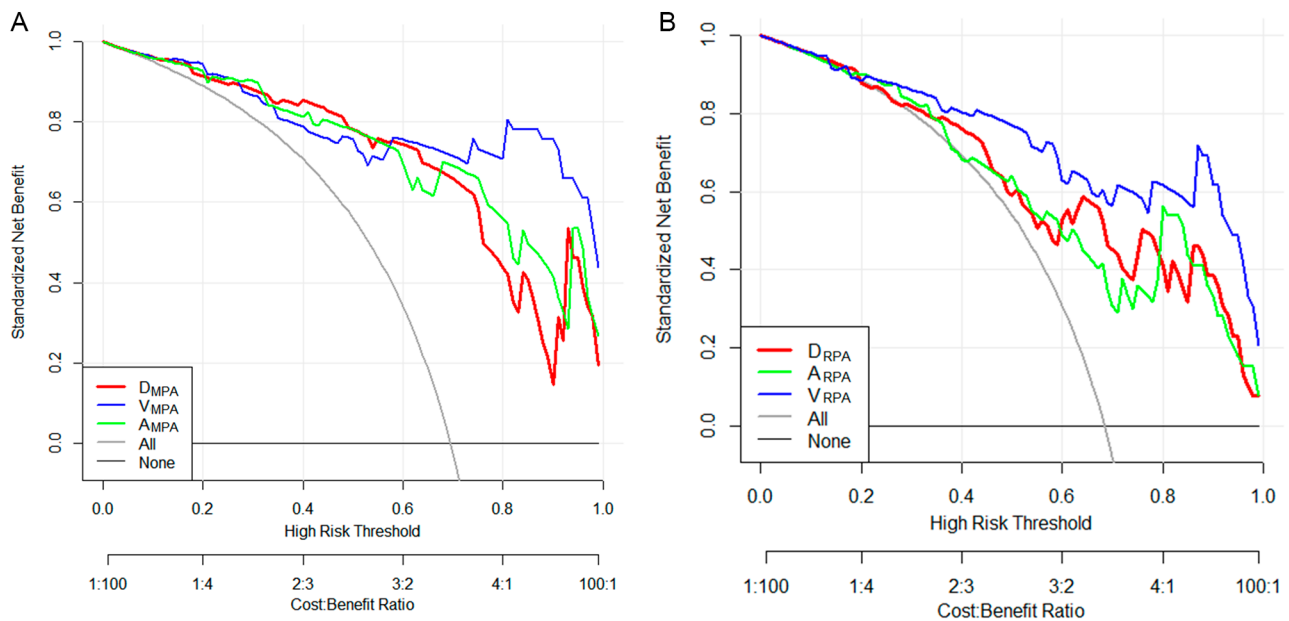 A
Standardized Net Benefit
1.0
0.8
0.6
0.4
0.2
0.0
DMPA
VMPA
AMPA
All
None
0.0 0.2 0.4 0.6 0.8 1.0
High Risk Threshold
1:100 1:4 2:3 3:2 4:1 100:1
Cost:Benefit Ratio
B
Standardized Net Benefit
1.0
0.8
0.6
0.4
0.2
0.0
DRPA
ARPA
VRPA
All
None
0.0 0.2 0.4 0.6 0.8 1.0
High Risk Threshold
1:100 1:4 2:3 3:2 4:1 100:1
Cost:Benefit Ratio